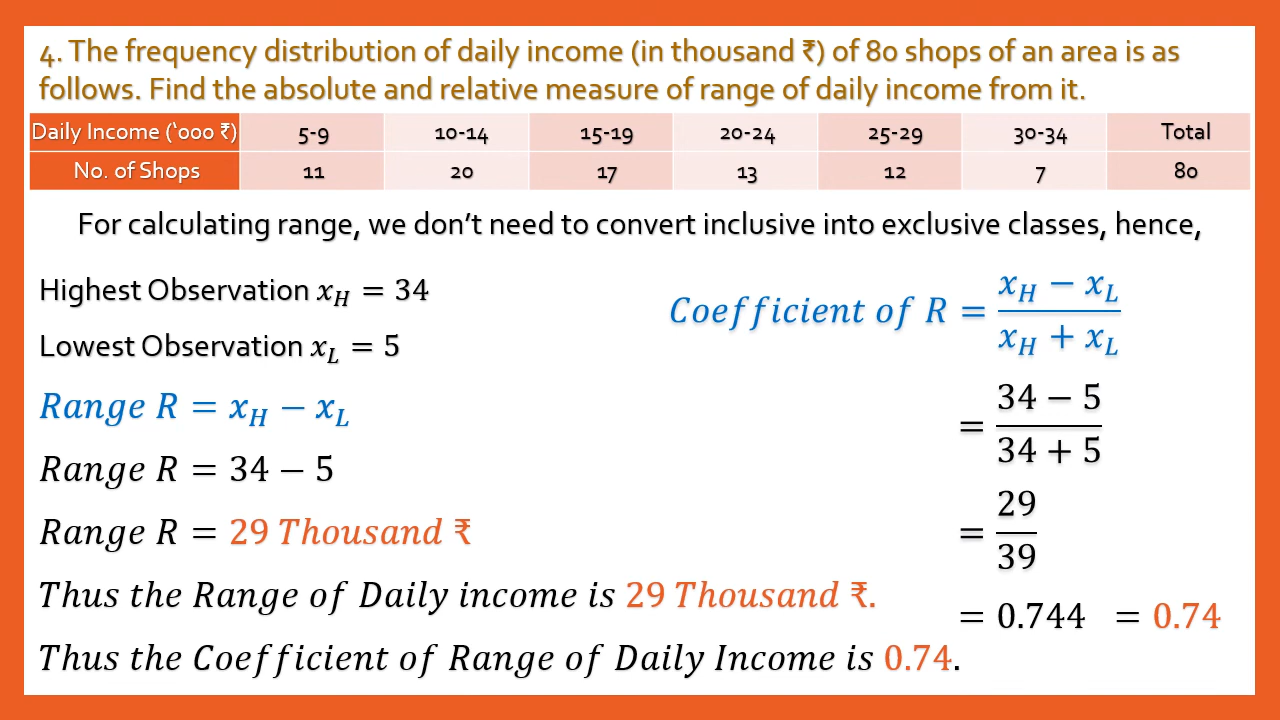 4. The frequency distribution of daily income (in thousand ₹) of 80 shops of an area is as
follows. Find the absolute and relative measure of range of daily income from it.
Daily Income ('000 ₹) 5-9 10-14 15-19 20-24 25-29 30-34 Total
No. of Shops 11 20 17 13 12 7 80
For calculating range, we don't need to convert inclusive into exclusive classes, hence,
Highest Observation x_H = 34
Lowest Observation x_L = 5
Range R = x_H − x_L
Range R = 34 − 5
Range R = 29 Thousand ₹
Thus the Range of Daily income is 29 Thousand ₹.
Thus the Coefficient of Range of Daily Income is 0.74.
Coefficient of R = (x_H − x_L) / (x_H + x_L)
= (34 − 5) / (34 + 5)
= 29 / 39
= 0.744 = 0.74